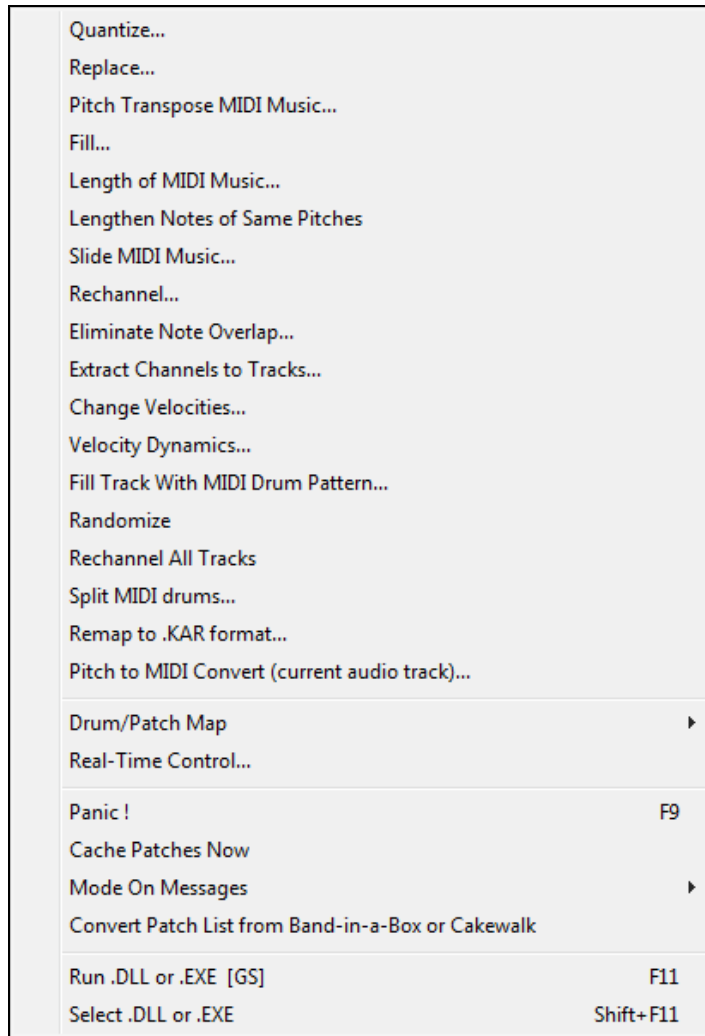 Quantize...
Replace...
Pitch Transpose MIDI Music...
Fill...
Length of MIDI Music...
Lengthen Notes of Same Pitches
Slide MIDI Music...
Rechannel...
Eliminate Note Overlap...
Extract Channels to Tracks...
Change Velocities...
Velocity Dynamics...
Fill Track With MIDI Drum Pattern...
Randomize
Rechannel All Tracks
Split MIDI drums...
Remap to .KAR format...
Pitch to MIDI Convert (current audio track)...
Drum/Patch Map
Real-Time Control...
Panic ! F9
Cache Patches Now
Mode On Messages
Convert Patch List from Band-in-a-Box or Cakewalk
Run .DLL or .EXE [GS] F11
Select .DLL or .EXE Shift+F11